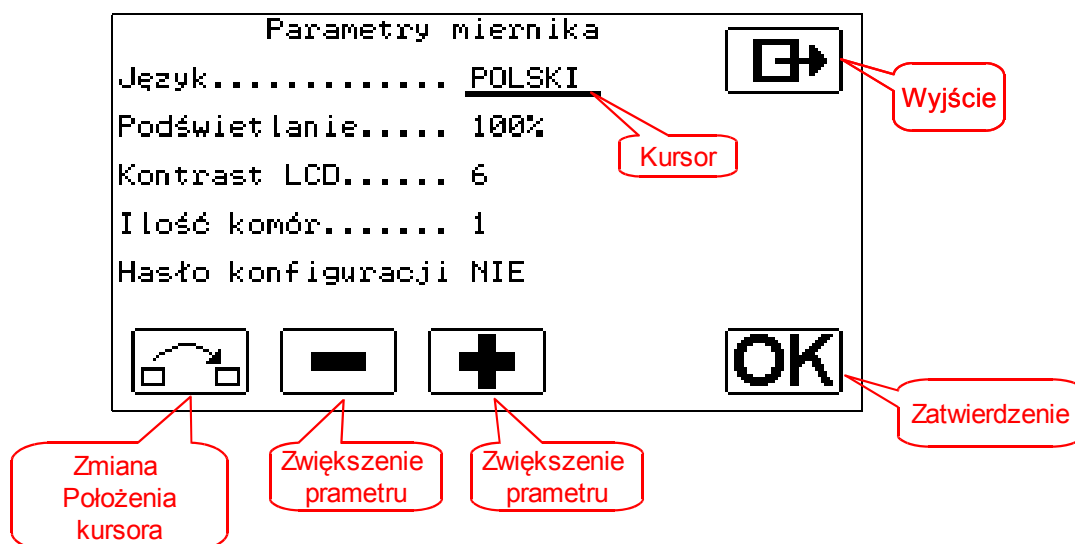 Parametry miernika
Język............. POLSKI
Podświetlanie..... 100%
Kontrast LCD...... 6
Ilość komór....... 1
Hasło konfiguracji NIE
Wyjście
Kursor
OK
Zatwierdzenie
Zmiana
Położenia
kursora
Zwiększenie
prametru
Zwiększenie
prametru